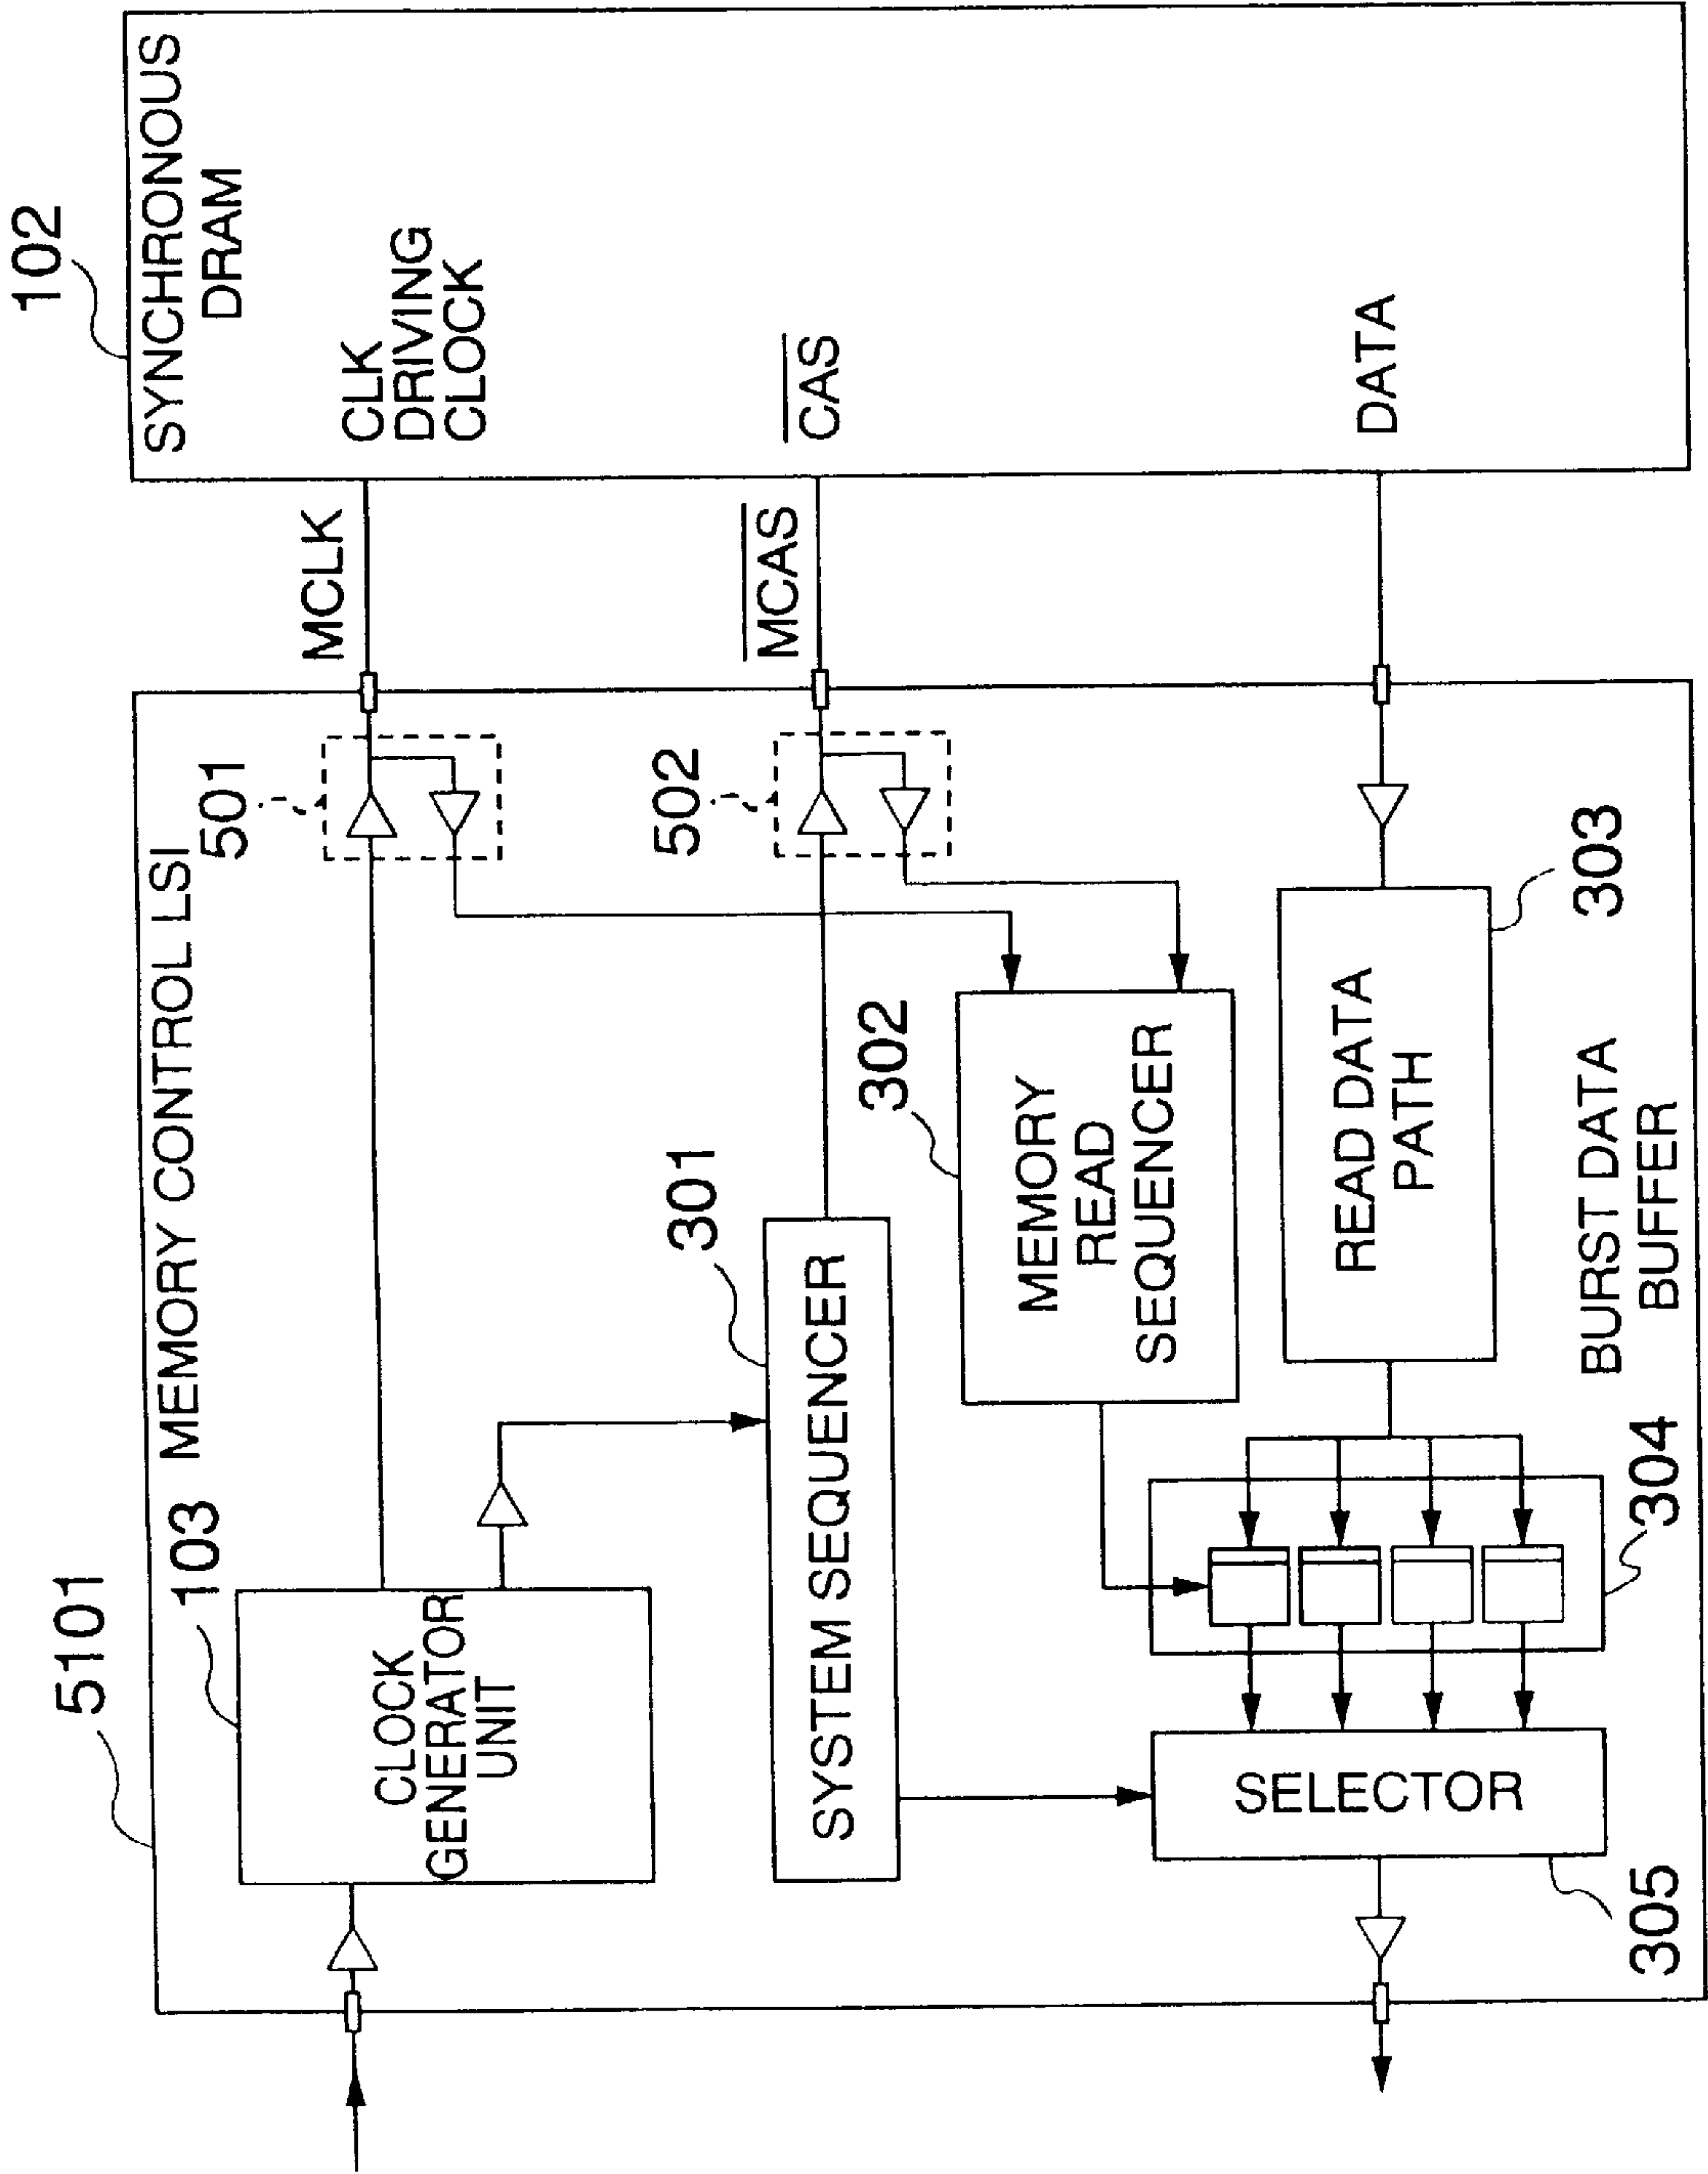 5101
103 MEMORY CONTROL LSI
CLOCK
GENERATOR
UNIT
501
MCLK
102
SYNCHRONOUS
DRAM
CLK
DRIVING
CLOCK
301
SYSTEM SEQUENCER
502
MCAS
CAS
302
MEMORY
READ
SEQUENCER
303
READ DATA
PATH
DATA
305
SELECTOR
304
BURST DATA
BUFFER